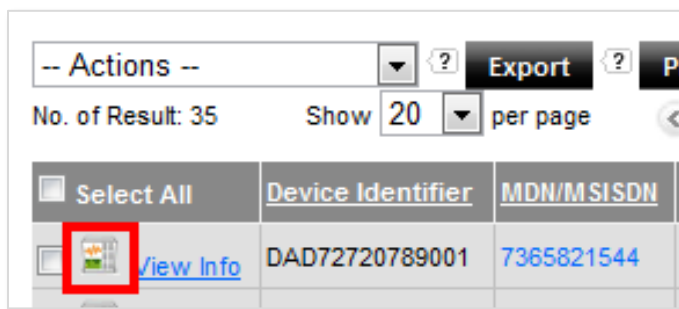 -- Actions -- ? Export ? P
No. of Result: 35 Show 20 per page
Select All Device Identifier MDN/MSISDN
View Info DAD72720789001 7365821544